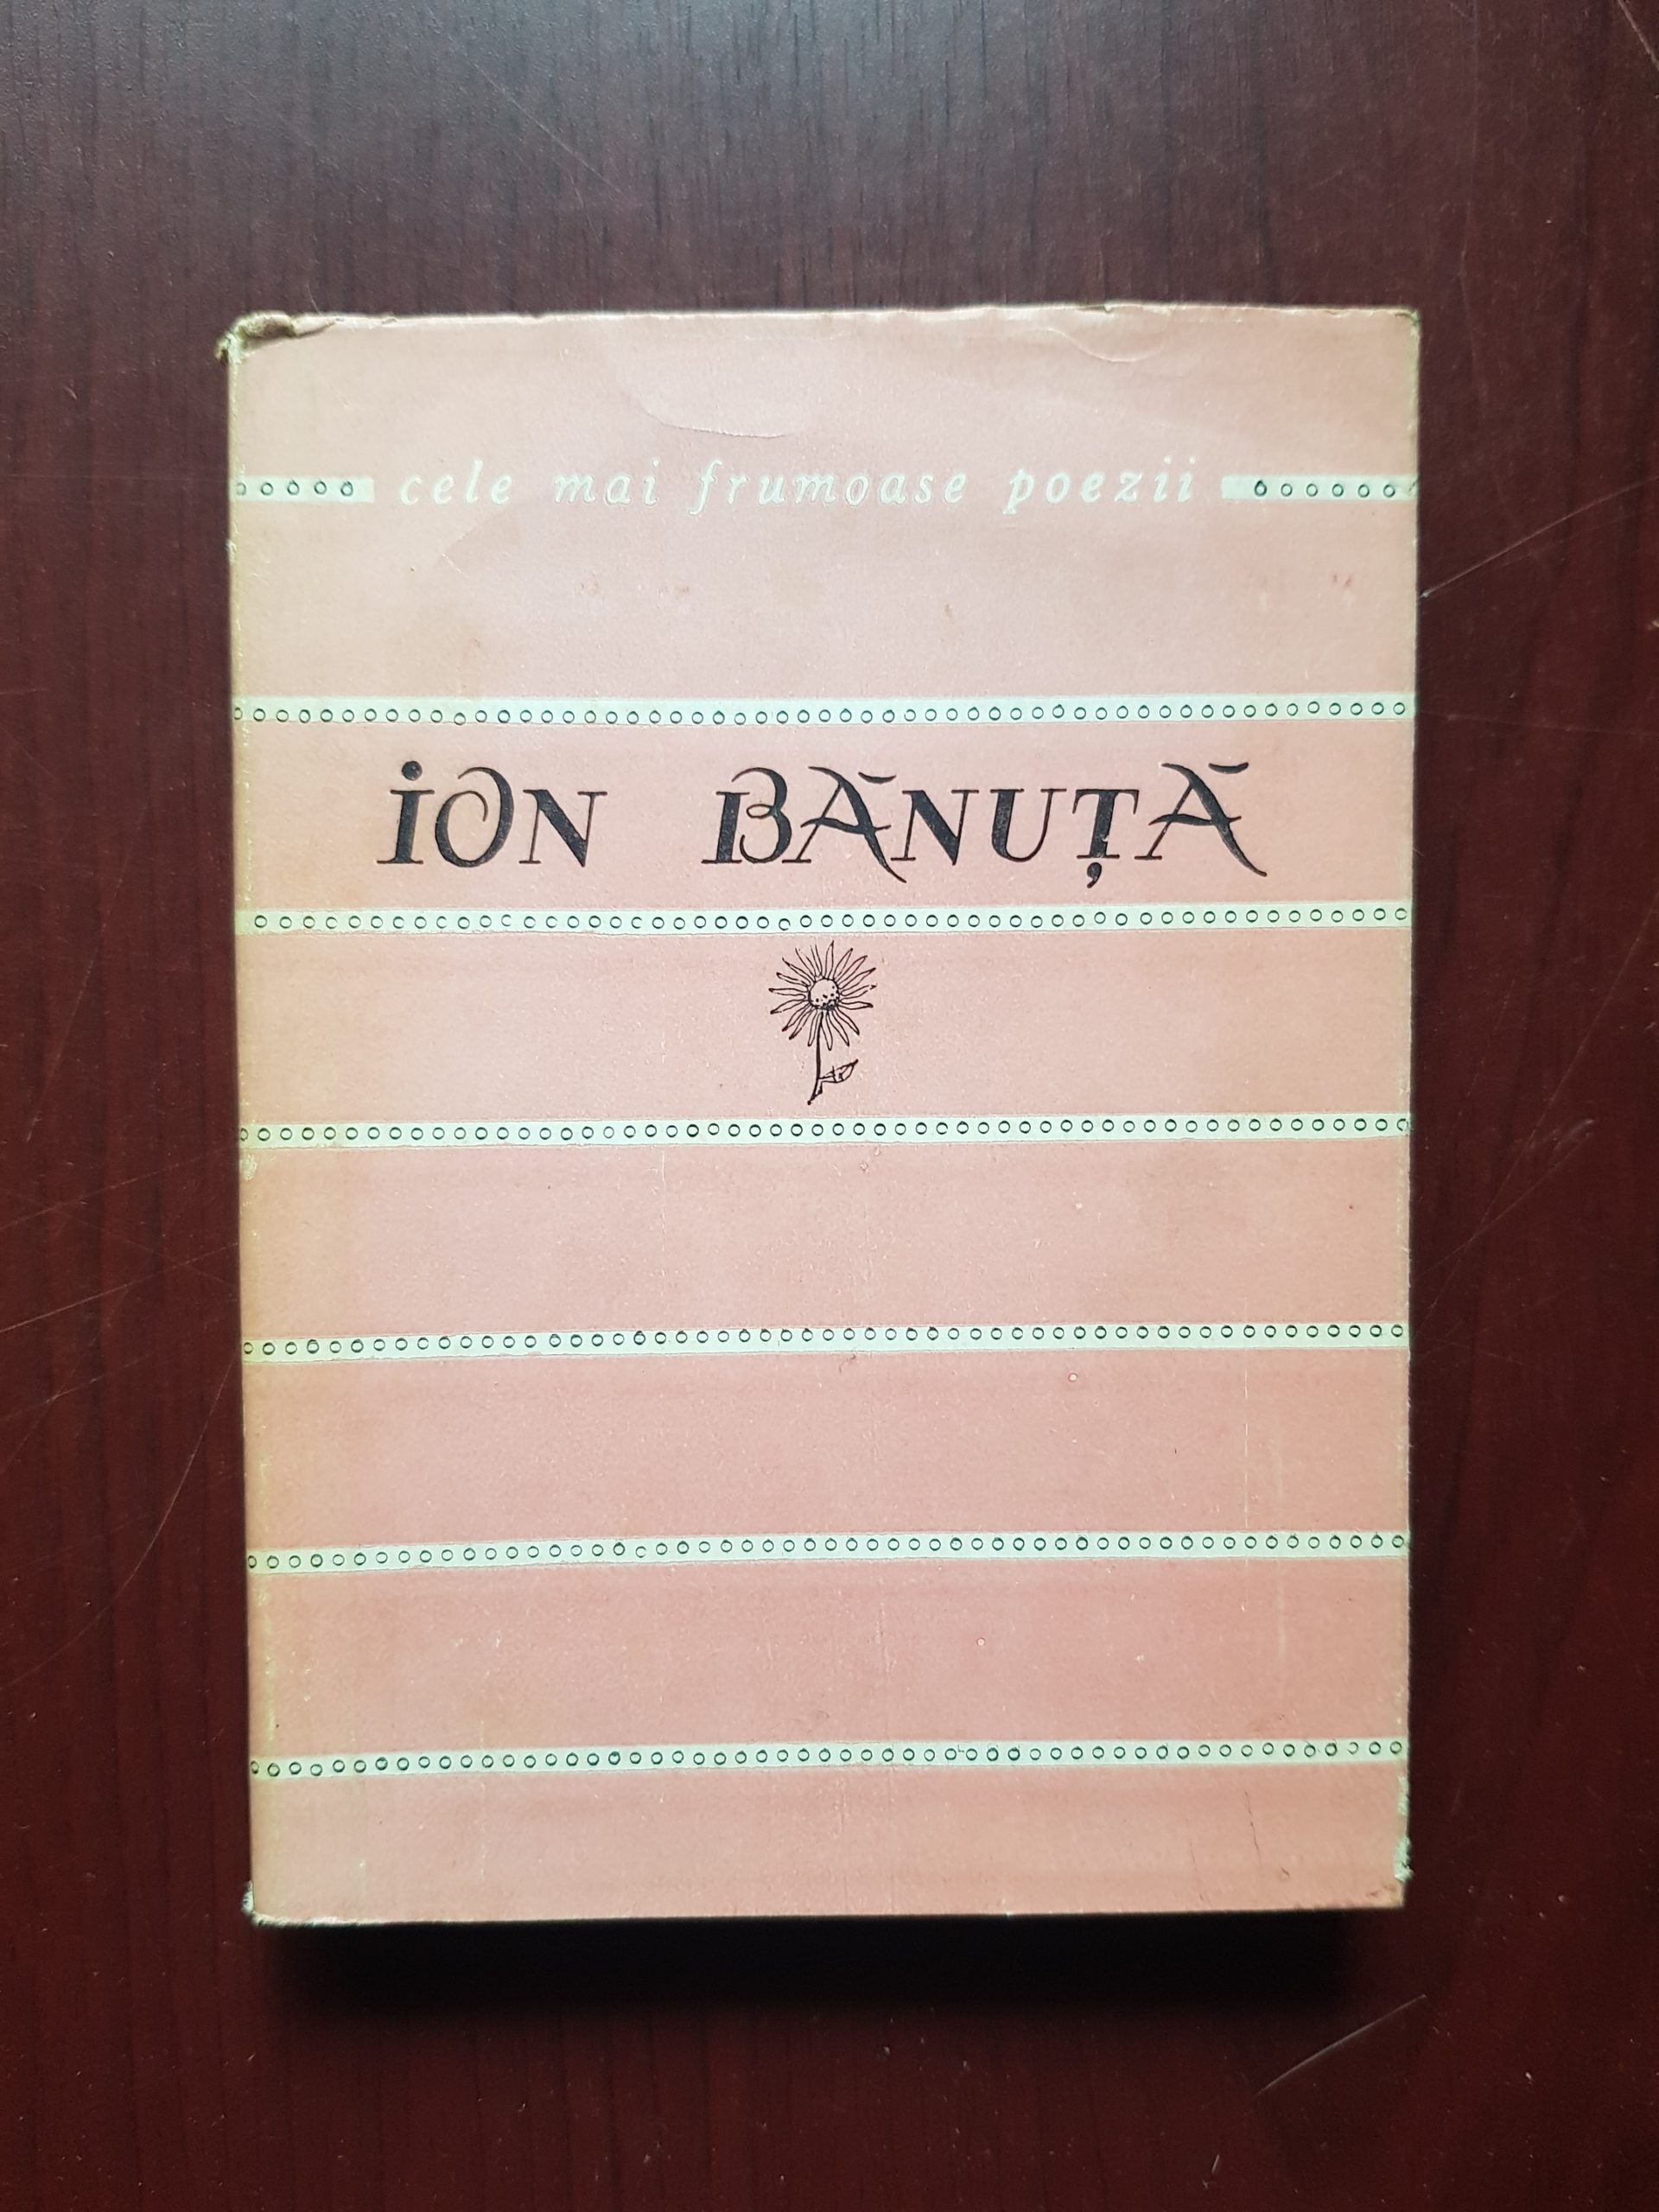 cele mai frumoase poezii
ION BĂNUȚĂ